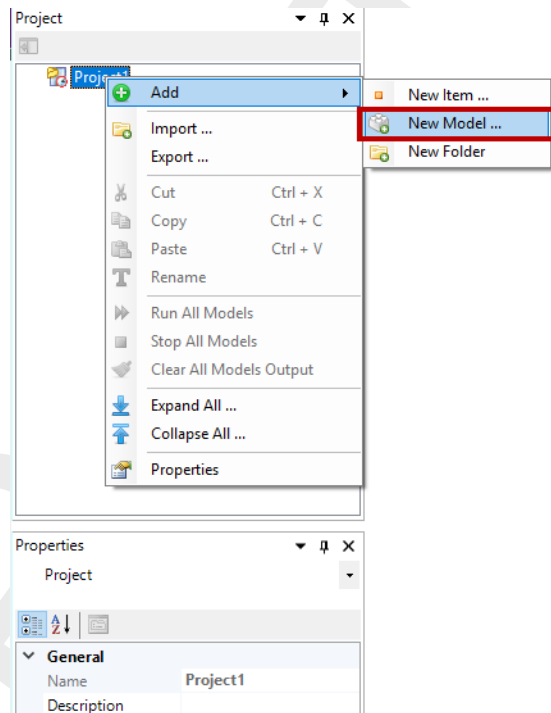 Project
Project1
Add
New Item ...
New Model ...
New Folder
Import ...
Export ...
Cut Ctrl + X
Copy Ctrl + C
Paste Ctrl + V
Rename
Run All Models
Stop All Models
Clear All Models Output
Expand All ...
Collapse All ...
Properties
Properties
Project
General
Name Project1
Description